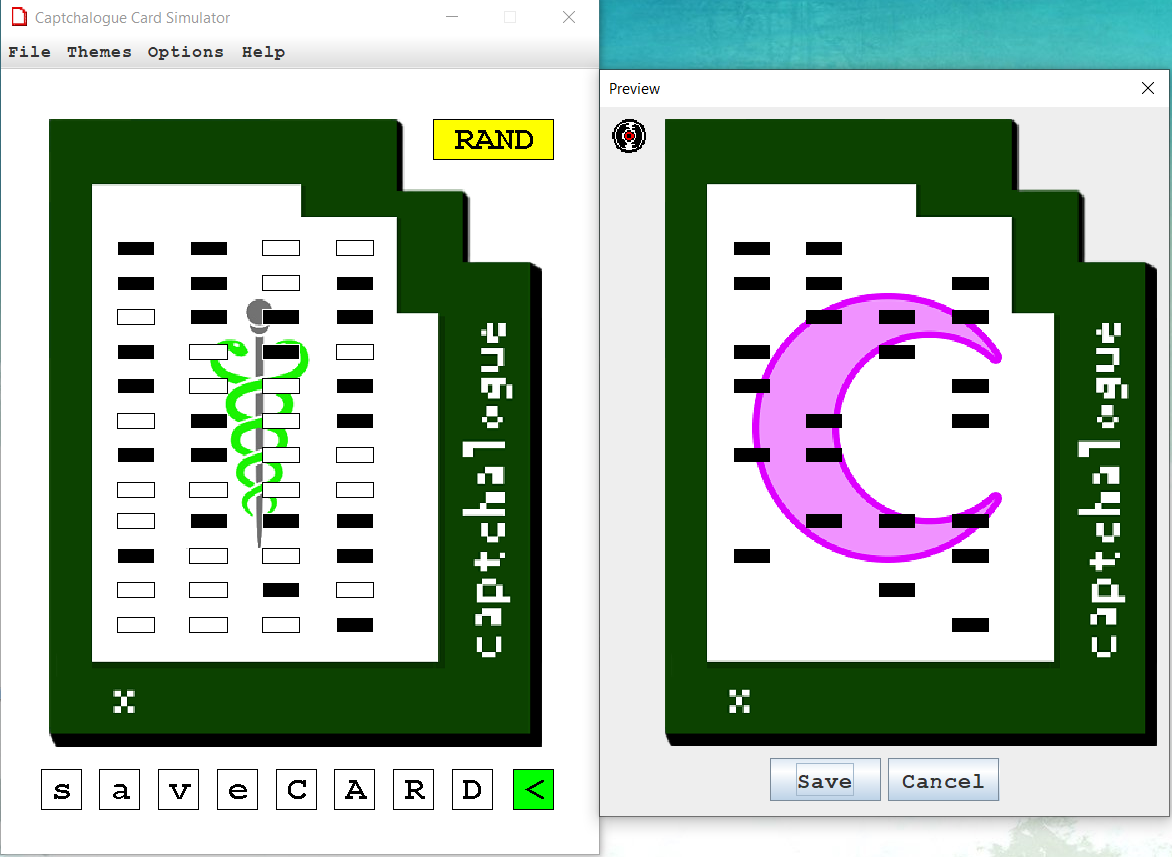 Captchalogue Card Simulator
File Themes Options Help
RAND
captchalogue
s a v e C A R D <
Preview
captchalogue
Save Cancel